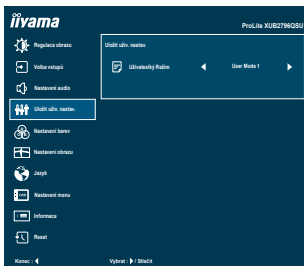 iiyama
ProLite XUB2796QSU
Regulace obrazu
Volba vstupů
Nastavení audio
Uložit uživ. nastav.
Nastavení barev
Nastavení obrazu
Jazyk
Nastavení menu
Informace
Reset
Uložit uživ. nastav.
Uživateslký Režim
User Mode 1
Konec :
Vybrat : / Stlačit